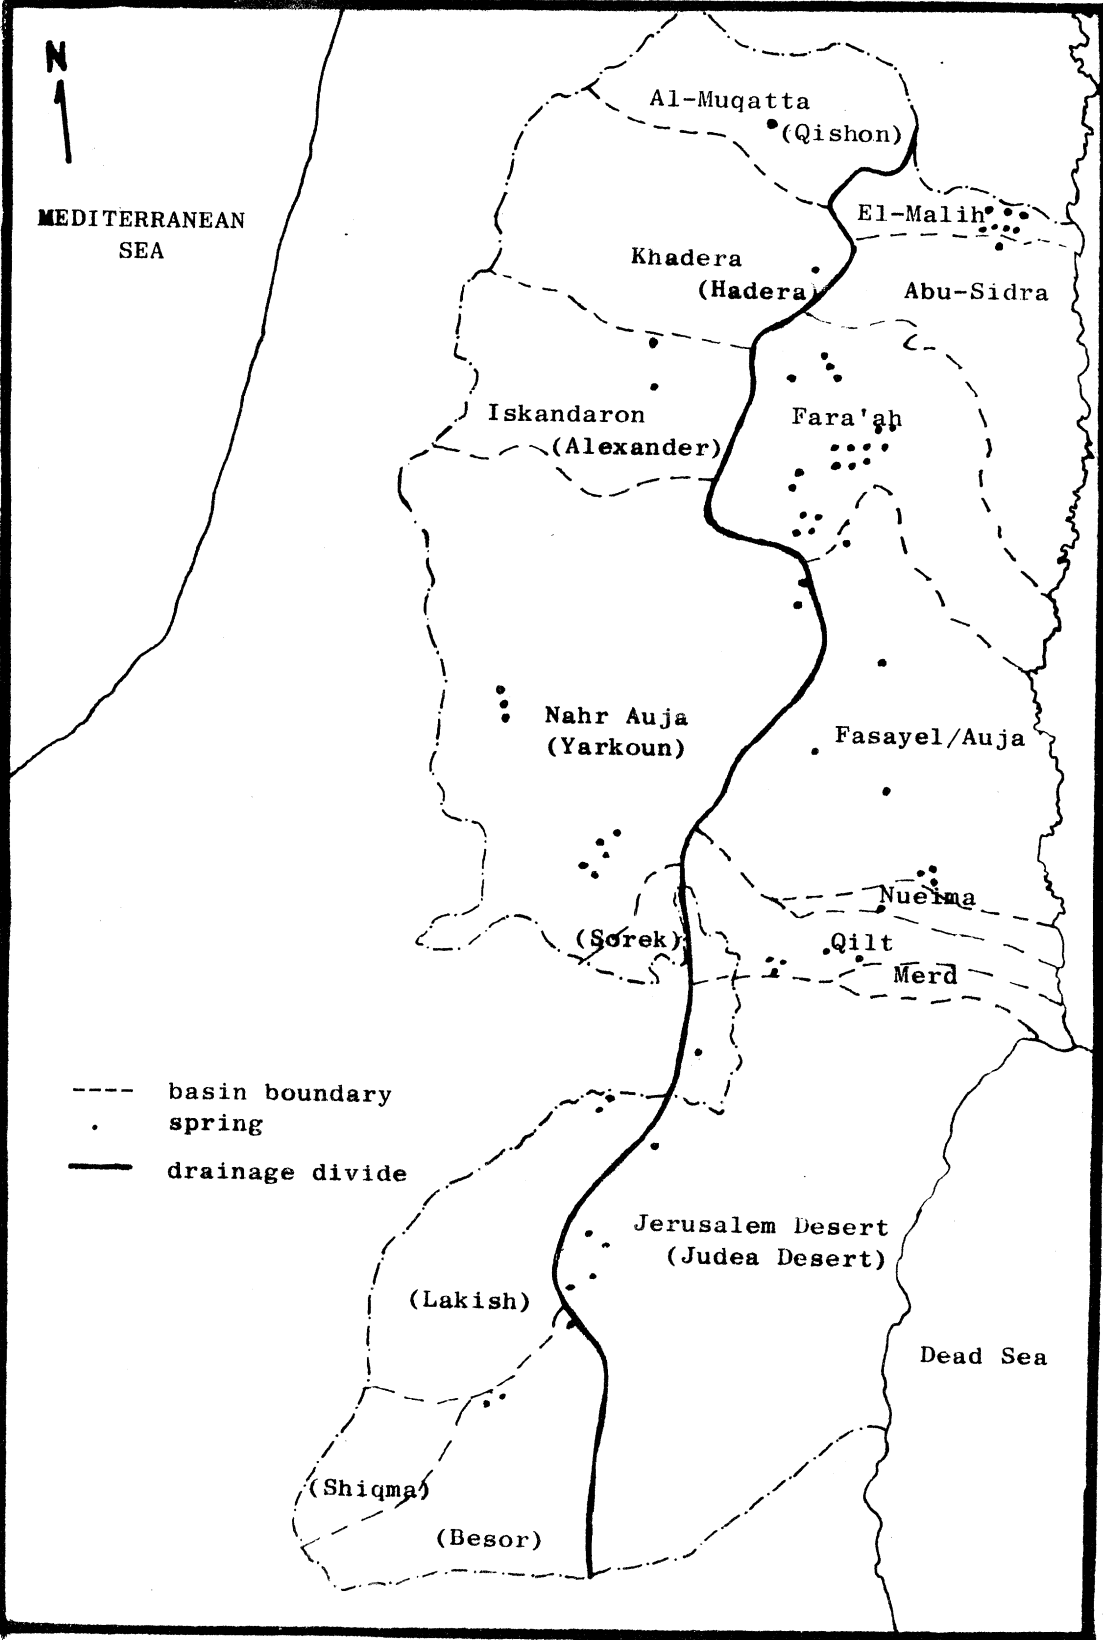 N
Al-Muqatta
(Qishon)
MEDITERRANEAN
SEA
El-Malih
Khadera
(Hadera)
Abu-Sidra
Iskandaron
(Alexander)
Fara'ah
Nahr Auja
(Yarkoun)
Fasayel/Auja
Nueima
(Sorek)
Qilt
Merd
basin boundary
spring
drainage divide
Jerusalem Desert
(Judea Desert)
(Lakish)
Dead Sea
(Shiqma)
(Besor)